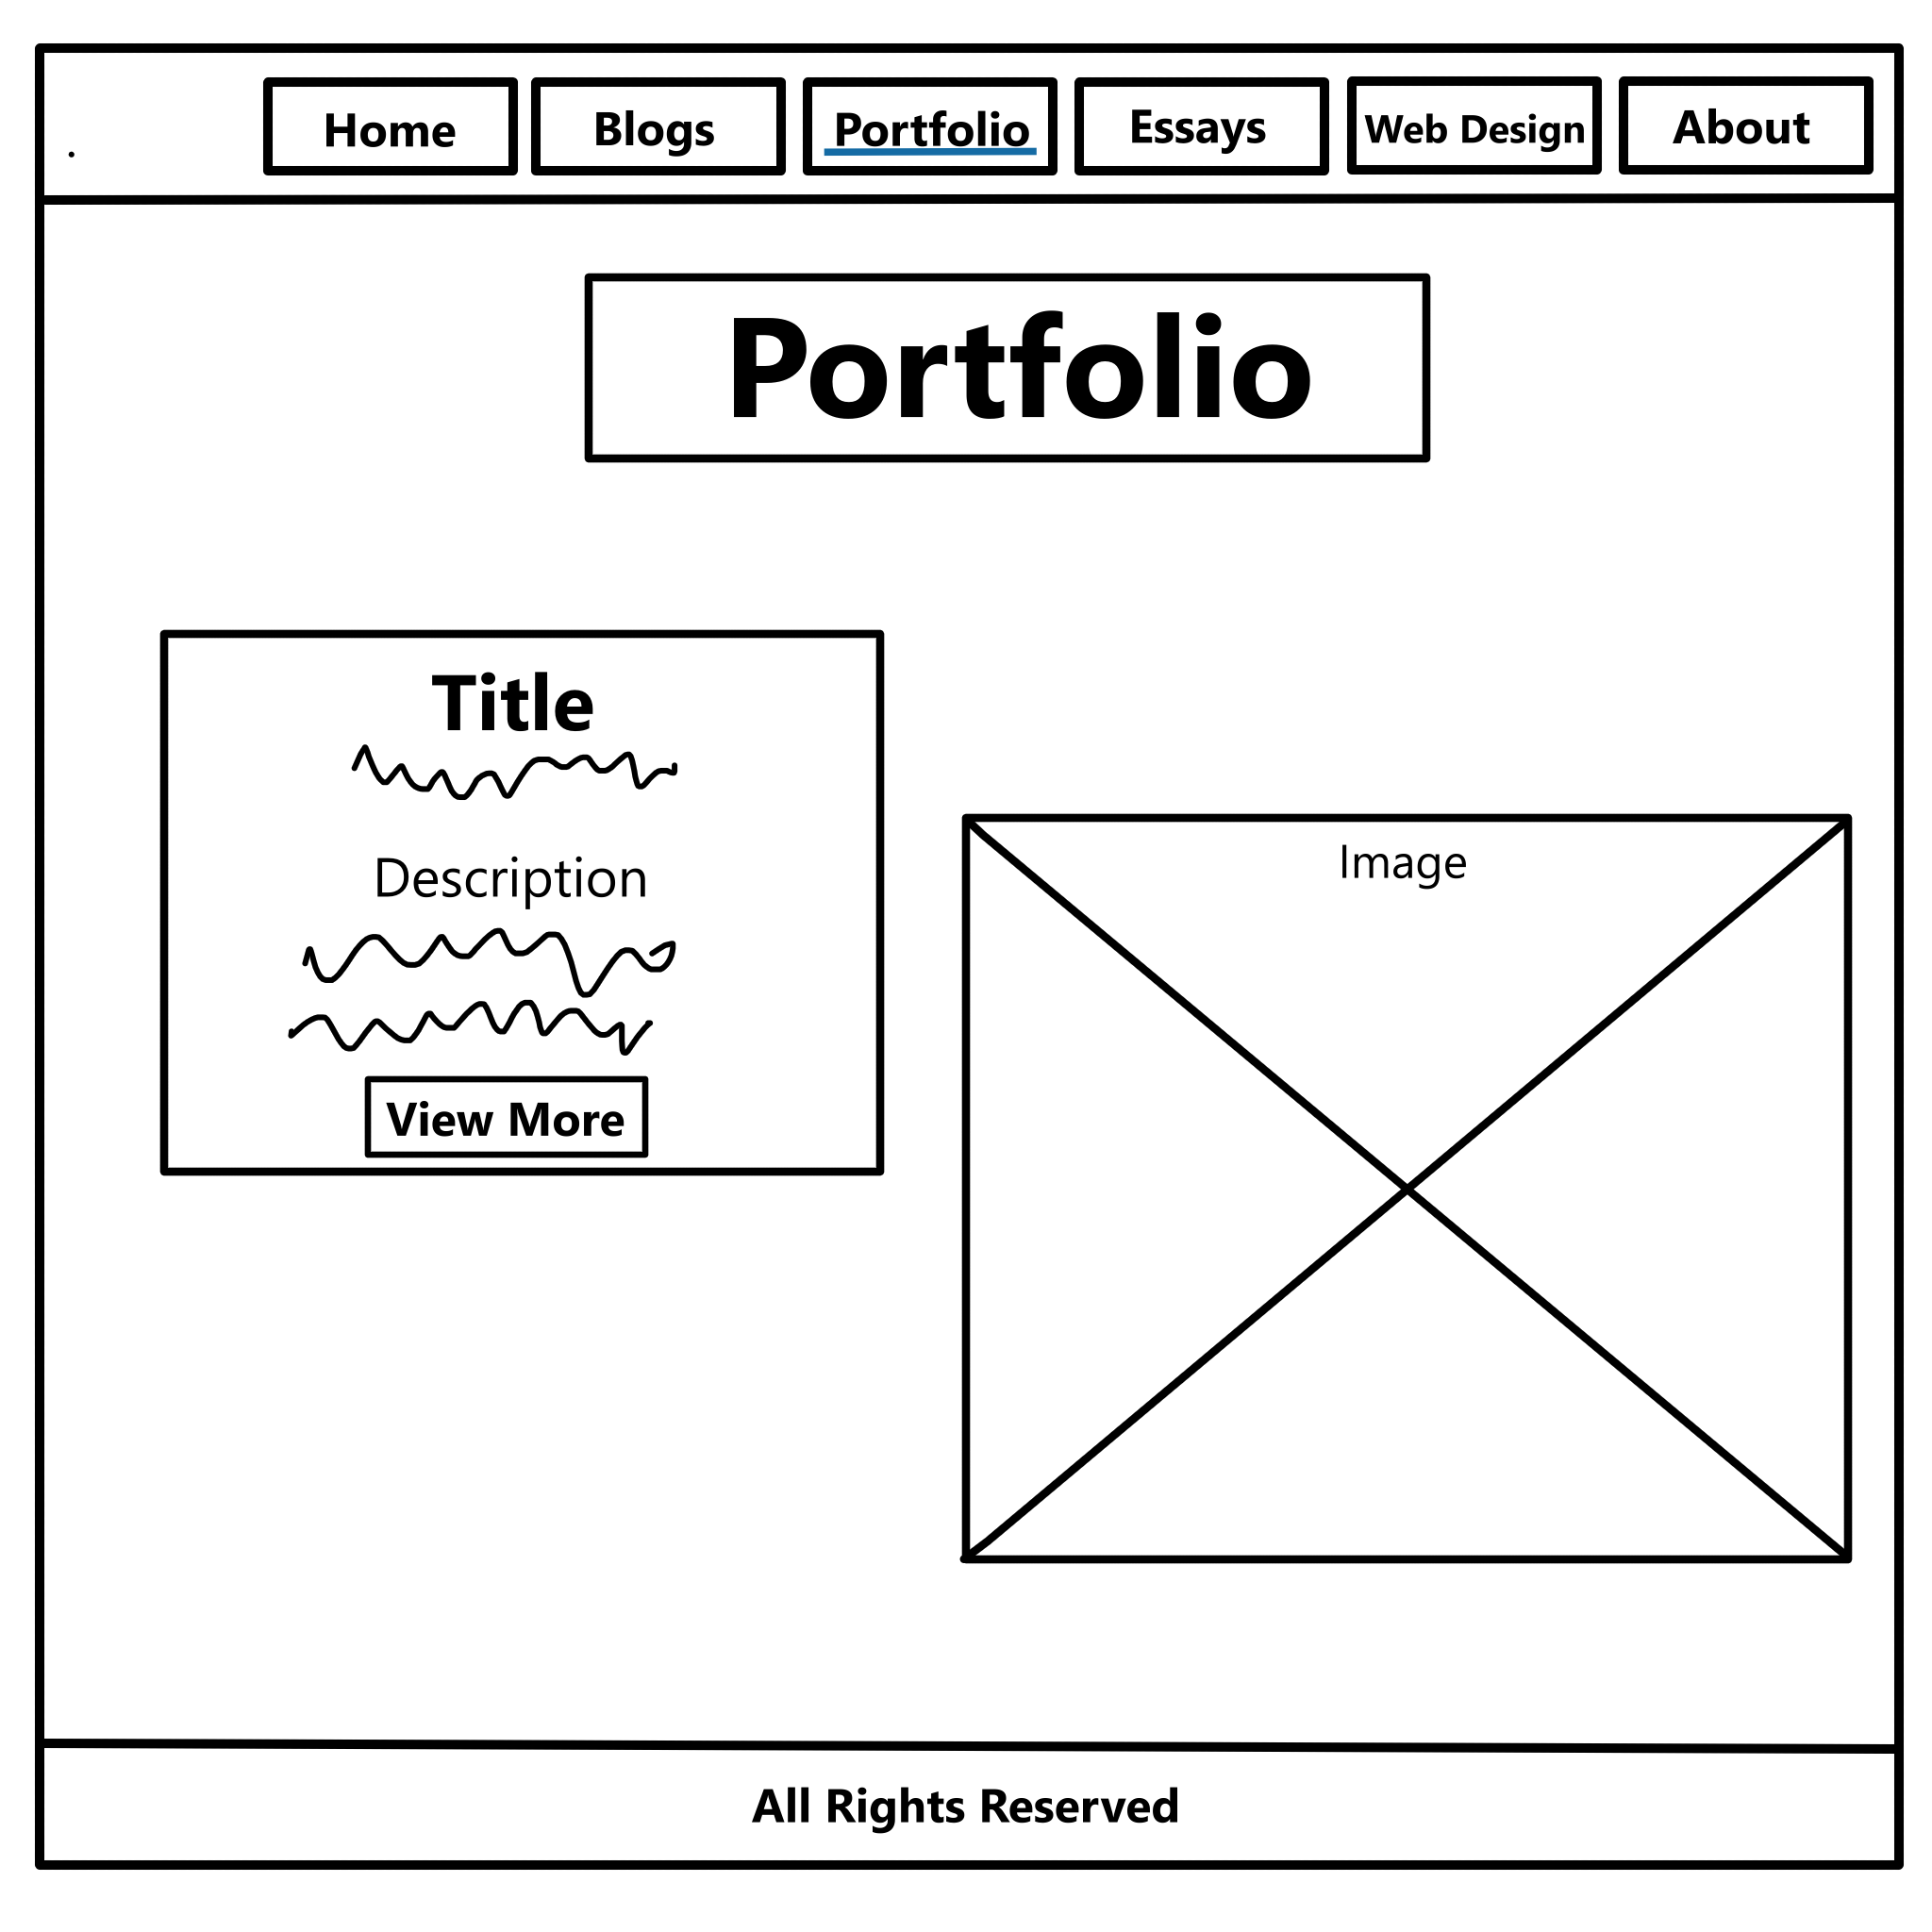 Home Blogs Portfolio Essays Web Design About
Portfolio
Title
Description
View More
Image
All Rights Reserved